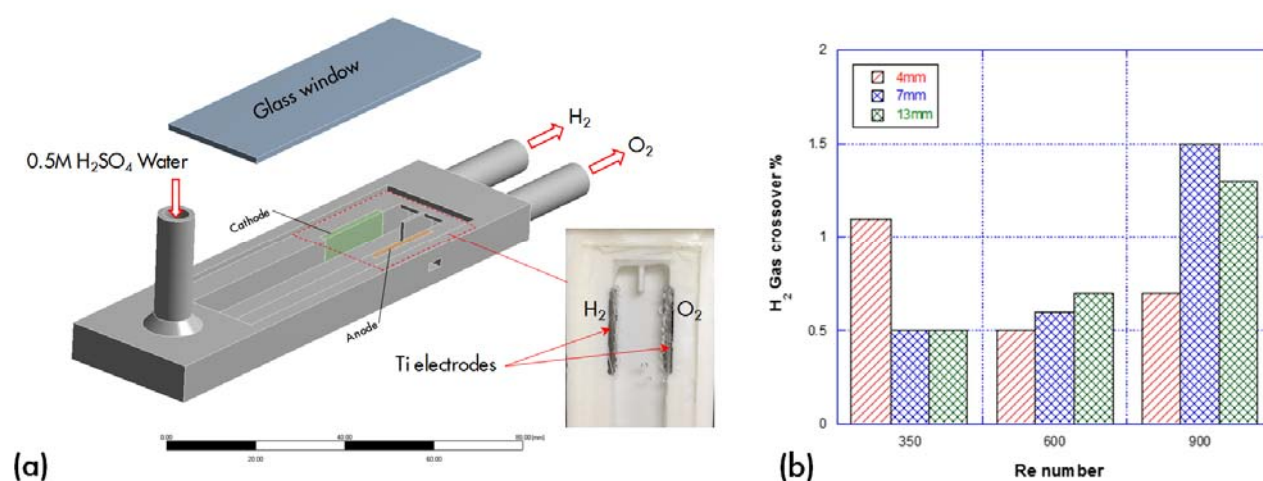 Glass window
H2
O2
0.5M H2SO4 Water
Cathode
Anode
H2
O2
Ti electrodes
0.00
40.00
80.00 (mm)
20.00
60.00
(a)
2
1.5
1
0.5
0
H2 Gas crossover %
4mm
7mm
13mm
350
600
900
Re number
(b)